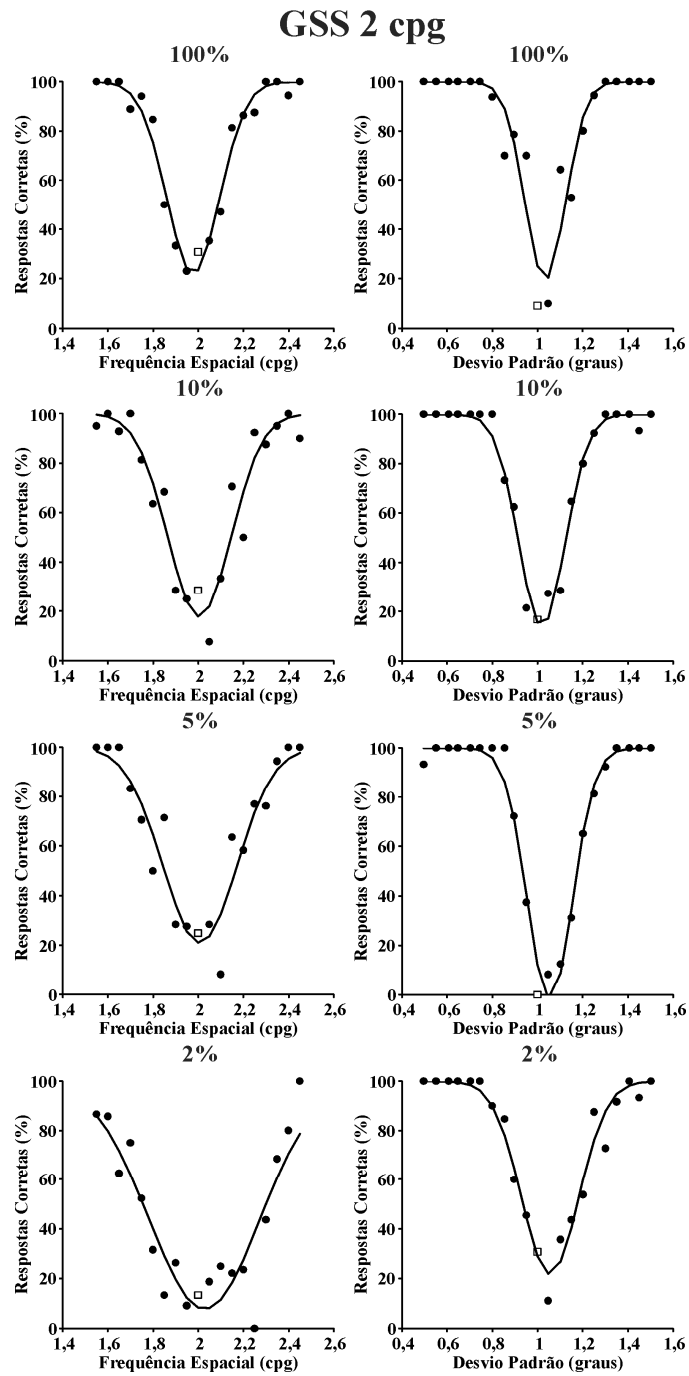 GSS 2 cpg
100%
Respostas Corretas (%)
100
80
60
40
20
0
1,4 1,6 1,8 2 2,2 2,4 2,6
Frequência Espacial (cpg)
100%
Respostas Corretas (%)
100
80
60
40
20
0
0,4 0,6 0,8 1 1,2 1,4 1,6
Desvio Padrão (graus)
10%
Respostas Corretas (%)
100
80
60
40
20
0
1,4 1,6 1,8 2 2,2 2,4 2,6
Frequência Espacial (cpg)
10%
Respostas Corretas (%)
100
80
60
40
20
0
0,4 0,6 0,8 1 1,2 1,4 1,6
Desvio Padrão (graus)
5%
Respostas Corretas (%)
100
80
60
40
20
0
1,4 1,6 1,8 2 2,2 2,4 2,6
Frequência Espacial (cpg)
5%
Respostas Corretas (%)
100
80
60
40
20
0
0,4 0,6 0,8 1 1,2 1,4 1,6
Desvio Padrão (graus)
2%
Respostas Corretas (%)
100
80
60
40
20
0
1,4 1,6 1,8 2 2,2 2,4 2,6
Frequência Espacial (cpg)
2%
Respostas Corretas (%)
100
80
60
40
20
0
0,4 0,6 0,8 1 1,2 1,4 1,6
Desvio Padrão (graus)